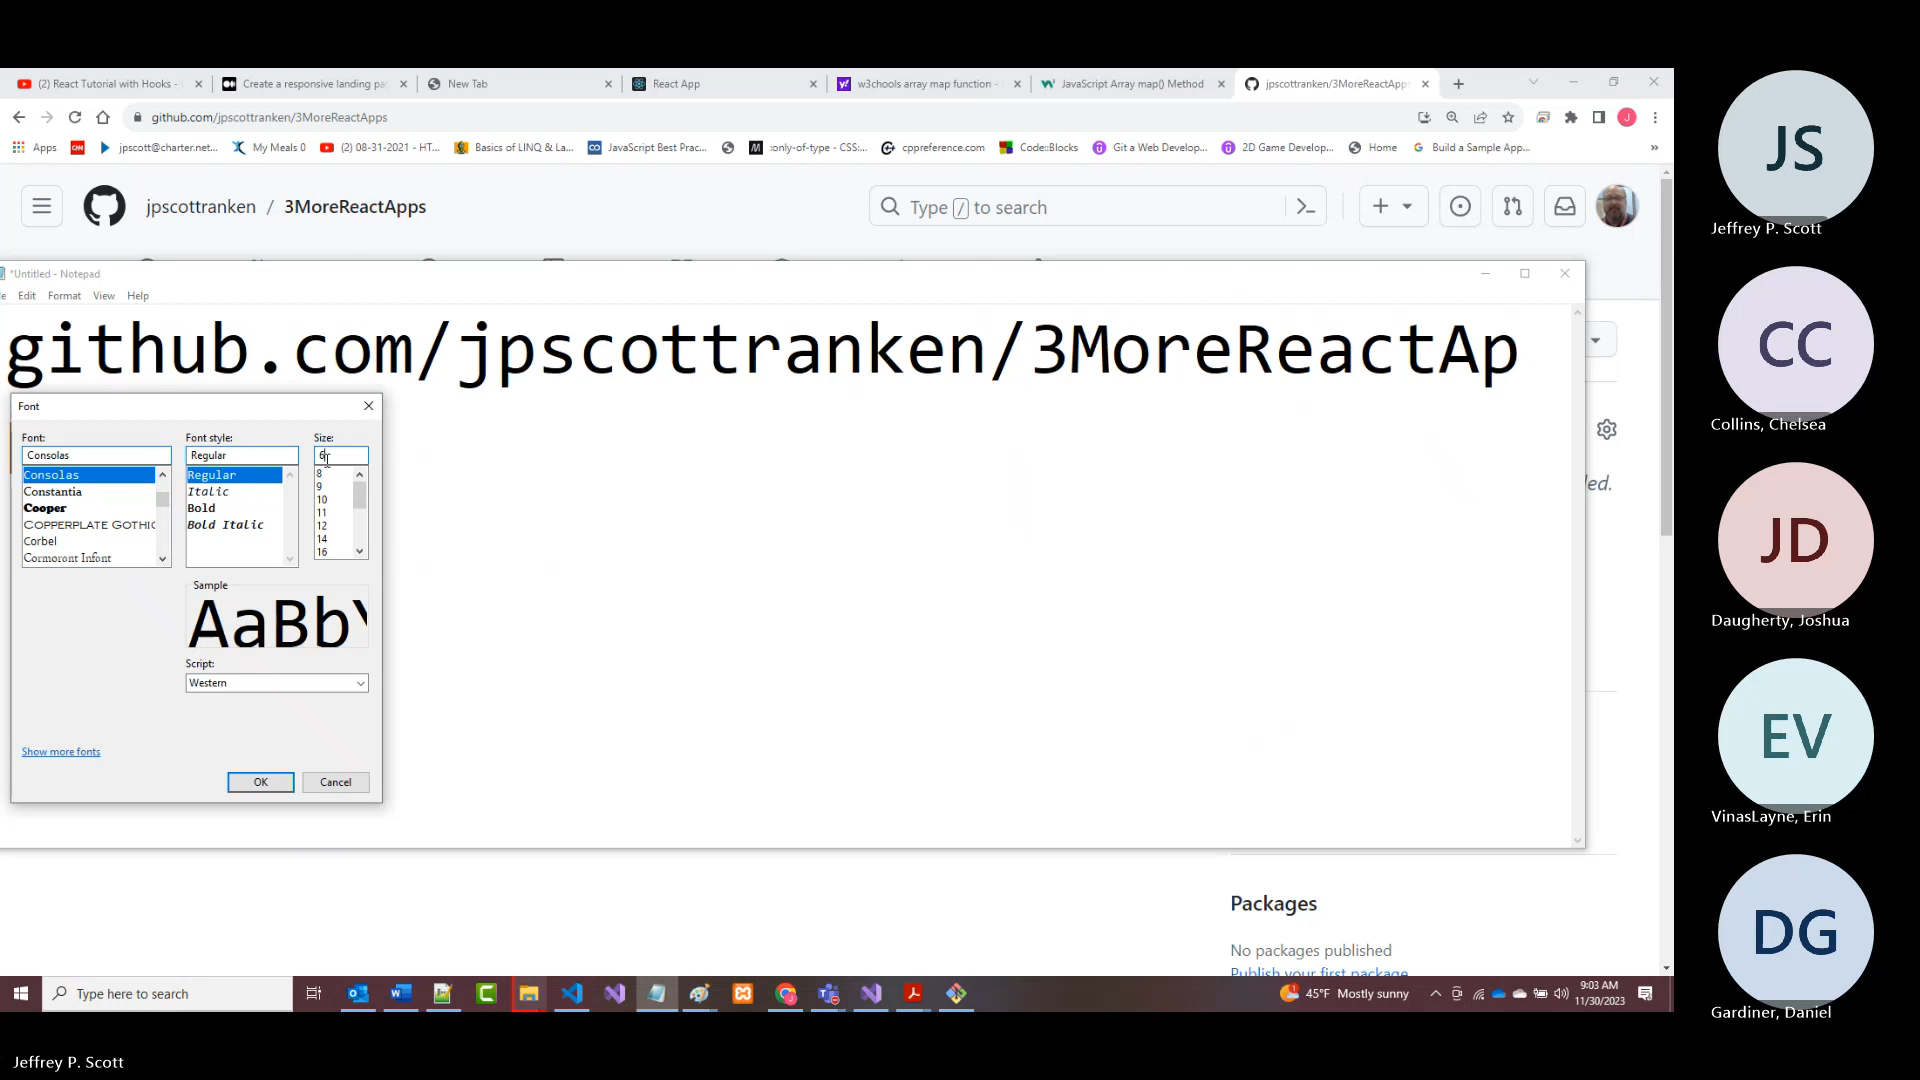 (2) React Tutorial with Hooks -
Create a responsive landing pa
New Tab
React App
w3chools array map function -
JavaScript Array map() Method
jpscottranken/3MoreReactApps
github.com/jpscottranken/3MoreReactApps
Apps
jpscott@charter.net...
My Meals 0
(2) 08-31-2021 - HT...
Basics of LINQ & La...
JavaScript Best Prac...
:only-of-type - CSS:...
cppreference.com
Code::Blocks
Git a Web Develop...
2D Game Develop...
Home
Build a Sample App...
»
jpscottranken / 3MoreReactApps
Type / to search
*Untitled - Notepad
Edit Format View Help
github.com/jpscottranken/3MoreReactAp
Font
Font:
Font style:
Size:
Consolas
Regular
6
Consolas
Constantia
Cooper
COPPERPLATE GOTHIC
Corbel
Cormorant Infant
Regular
Italic
Bold
Bold Italic
8
9
10
11
12
14
16
Sample
AaBbY
Script:
Western
Show more fonts
OK
Cancel
ed.
Packages
No packages published
Publish your first package
Type here to search
45°F Mostly sunny
9:03 AM
11/30/2023
JS
Jeffrey P. Scott
CC
Collins, Chelsea
JD
Daugherty, Joshua
EV
VinasLayne, Erin
DG
Gardiner, Daniel
Jeffrey P. Scott